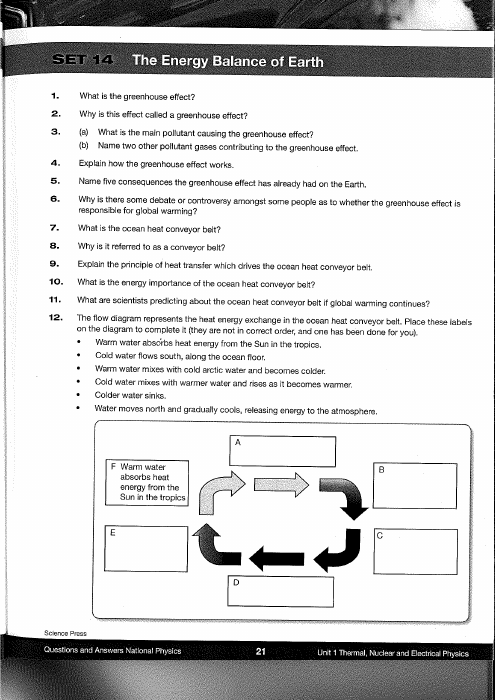 SET 14 The Energy Balance of Earth
1. What is the greenhouse effect?
2. Why is this effect called a greenhouse effect?
3. (a) What is the main pollutant causing the greenhouse effect?
(b) Name two other pollutant gases contributing to the greenhouse effect.
4. Explain how the greenhouse effect works.
5. Name five consequences the greenhouse effect has already had on the Earth.
6. Why is there some debate or controversy amongst some people as to whether the greenhouse effect is
responsible for global warming?
7. What is the ocean heat conveyor belt?
8. Why is it referred to as a conveyor belt?
9. Explain the principle of heat transfer which drives the ocean heat conveyor belt.
10. What is the energy importance of the ocean heat conveyor belt?
11. What are scientists predicting about the ocean heat conveyor belt if global warming continues?
12. The flow diagram represents the heat energy exchange in the ocean heat conveyor belt. Place these labels
on the diagram to complete it (they are not in correct order, and one has been done for you).
• Warm water absorbs heat energy from the Sun in the tropics.
• Cold water flows south, along the ocean floor.
• Warm water mixes with cold arctic water and becomes colder.
• Cold water mixes with warmer water and rises as it becomes warmer.
• Colder water sinks.
• Water moves north and gradually cools, releasing energy to the atmosphere.
A
F Warm water
absorbs heat
energy from the
Sun in the tropics
B
E
C
D
Science Press
Questions and Answers National Physics 21 Unit 1 Thermal, Nuclear and Electrical Physics